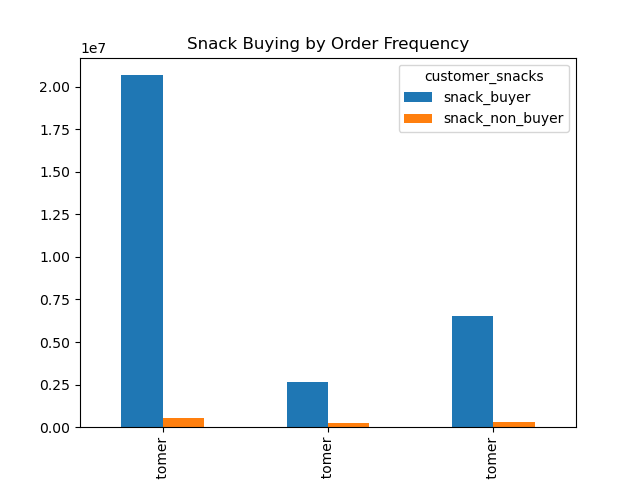 Snack Buying by Order Frequency
1e7
customer_snacks
snack_buyer
snack_non_buyer
2.00
1.75
1.50
1.25
1.00
0.75
0.50
0.25
0.00
tomer
tomer
tomer